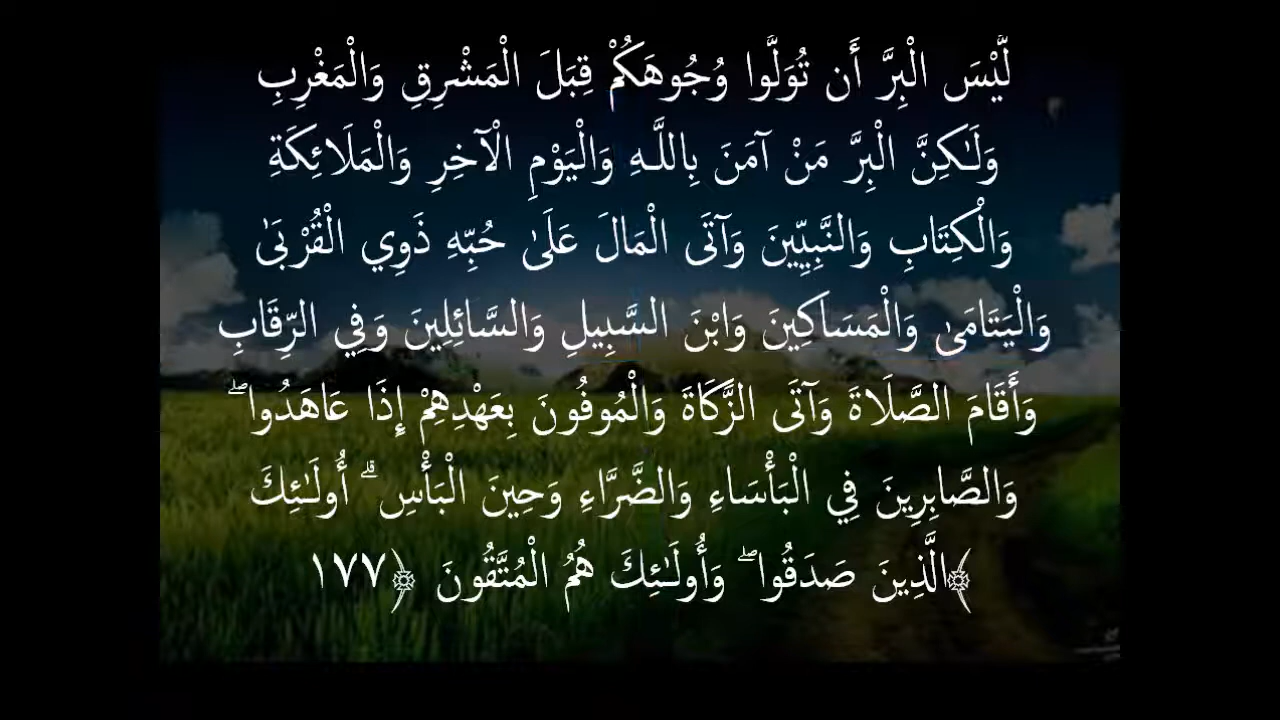 لَّيْسَ الْبِرَّ أَن تُوَلُّوا وُجُوهَكُمْ قِبَلَ الْمَشْرِقِ وَالْمَغْرِبِ
وَلَـٰكِنَّ الْبِرَّ مَنْ آمَنَ بِاللَّـهِ وَالْيَوْمِ الْآخِرِ وَالْمَلَائِكَةِ
وَالْكِتَابِ وَالنَّبِيِّينَ وَآتَى الْمَالَ عَلَىٰ حُبِّهِ ذَوِي الْقُرْبَىٰ
وَالْيَتَامَىٰ وَالْمَسَاكِينَ وَابْنَ السَّبِيلِ وَالسَّائِلِينَ وَفِي الرِّقَابِ
وَأَقَامَ الصَّلَاةَ وَآتَى الزَّكَاةَ وَالْمُوفُونَ بِعَهْدِهِمْ إِذَا عَاهَدُوا ۖ
وَالصَّابِرِينَ فِي الْبَأْسَاءِ وَالضَّرَّاءِ وَحِينَ الْبَأْسِ ۗ أُولَـٰئِكَ
الَّذِينَ صَدَقُوا ۖ وَأُولَـٰئِكَ هُمُ الْمُتَّقُونَ ﴿١٧٧﴾